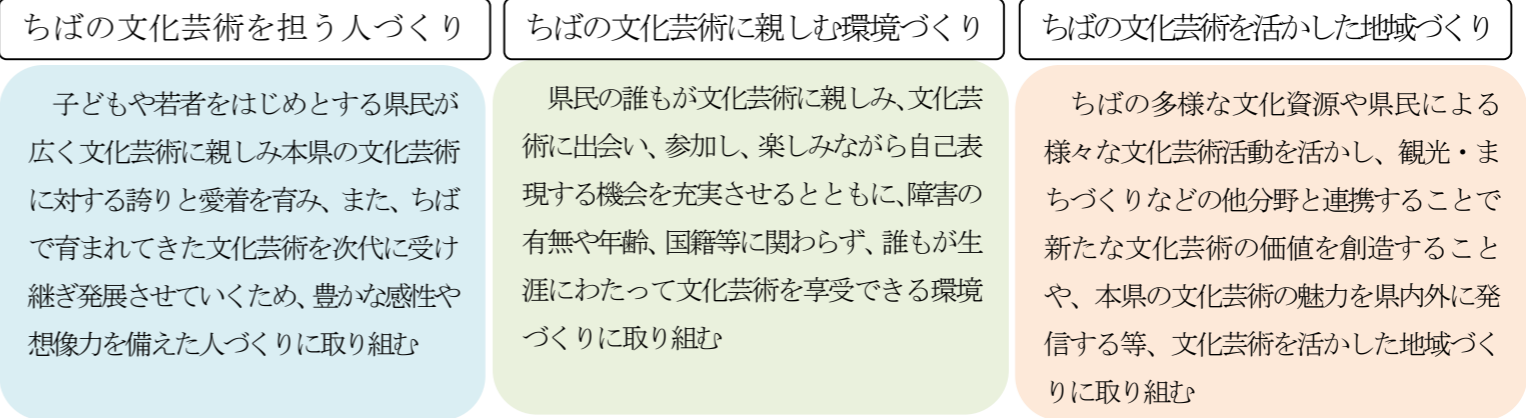 ちばの文化芸術を担う人づくり
子どもや若者をはじめとする県民が
広く文化芸術に親しみ本県の文化芸術
に対する誇りと愛着を育み、また、ちば
で育まれてきた文化芸術を次代に受け
継ぎ発展させていくため、豊かな感性や
想像力を備えた人づくりに取り組む
ちばの文化芸術に親しむ環境づくり
県民の誰もが文化芸術に親しみ、文化芸
術に出会い、参加し、楽しみながら自己表
現する機会を充実させるとともに、障害の
有無や年齢、国籍等に関わらず、誰もが生
涯にわたって文化芸術を享受できる環境
づくりに取り組む
ちばの文化芸術を活かした地域づくり
ちばの多様な文化資源や県民による
様々な文化芸術活動を活かし、観光・ま
ちづくりなどの他分野と連携することで
新たな文化芸術の価値を創造すること
や、本県の文化芸術の魅力を県内外に発
信する等、文化芸術を活かした地域づく
りに取り組む